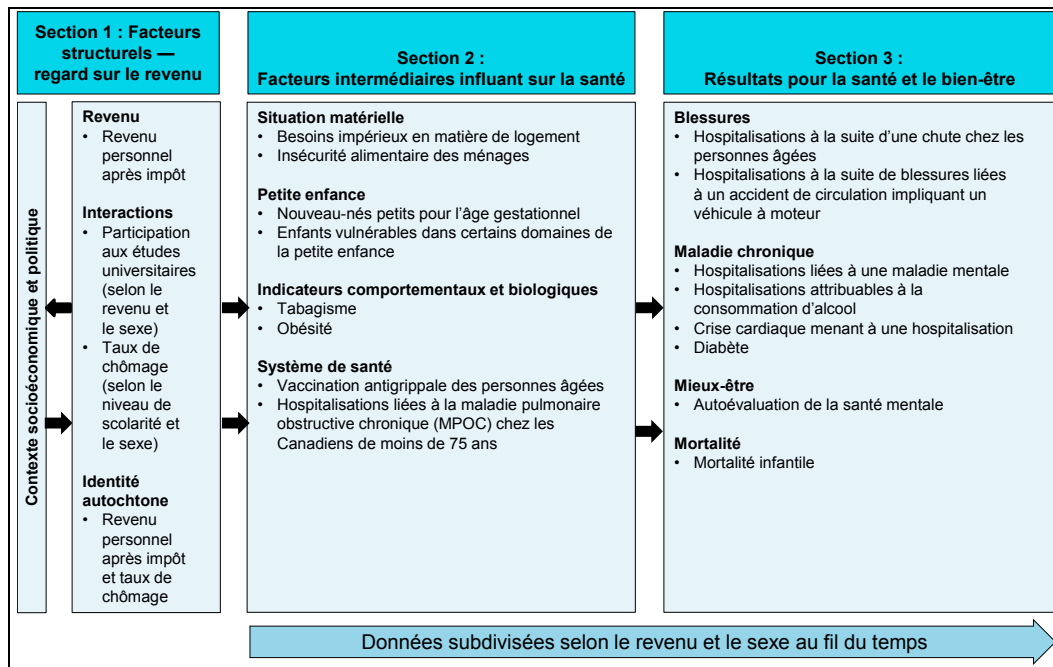 Section 1 : Facteurs
structurels —
regard sur le revenu
Section 2 :
Facteurs intermédiaires influant sur la santé
Section 3 :
Résultats pour la santé et le bien-être
Contexte socioéconomique et politique
Revenu
• Revenu
personnel
après impôt
Interactions
• Participation
aux études
universitaires
(selon le
revenu et
le sexe)
• Taux de
chômage
(selon le
niveau de
scolarité et
le sexe)
Identité
autochtone
• Revenu
personnel
après impôt
et taux de
chômage
Situation matérielle
• Besoins impérieux en matière de logement
• Insécurité alimentaire des ménages
Petite enfance
• Nouveau-nés petits pour l’âge gestationnel
• Enfants vulnérables dans certains domaines de
la petite enfance
Indicateurs comportementaux et biologiques
• Tabagisme
• Obésité
Système de santé
• Vaccination antigrippale des personnes âgées
• Hospitalisations liées à la maladie pulmonaire
obstructive chronique (MPOC) chez les
Canadiens de moins de 75 ans
Blessures
• Hospitalisations à la suite d’une chute chez les
personnes âgées
• Hospitalisations à la suite de blessures liées
à un accident de circulation impliquant un
véhicule à moteur
Maladie chronique
• Hospitalisations liées à une maladie mentale
• Hospitalisations attribuables à la
consommation d’alcool
• Crise cardiaque menant à une hospitalisation
• Diabète
Mieux-être
• Autoévaluation de la santé mentale
Mortalité
• Mortalité infantile
Données subdivisées selon le revenu et le sexe au fil du temps